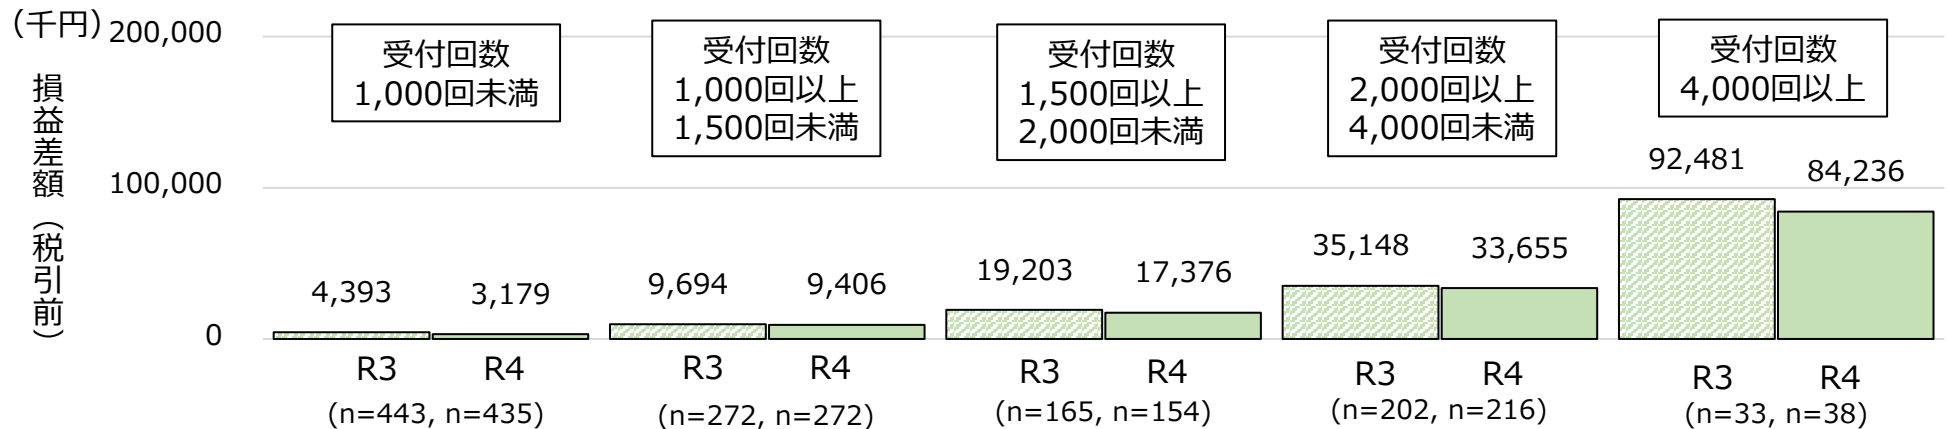 （千円）
200,000
100,000
0
損益差額（税引前）
受付回数
1,000回未満
受付回数
1,000回以上
1,500回未満
受付回数
1,500回以上
2,000回未満
受付回数
2,000回以上
4,000回未満
受付回数
4,000回以上
4,393
3,179
9,694
9,406
19,203
17,376
35,148
33,655
92,481
84,236
R3 R4
(n=443, n=435)
R3 R4
(n=272, n=272)
R3 R4
(n=165, n=154)
R3 R4
(n=202, n=216)
R3 R4
(n=33, n=38)